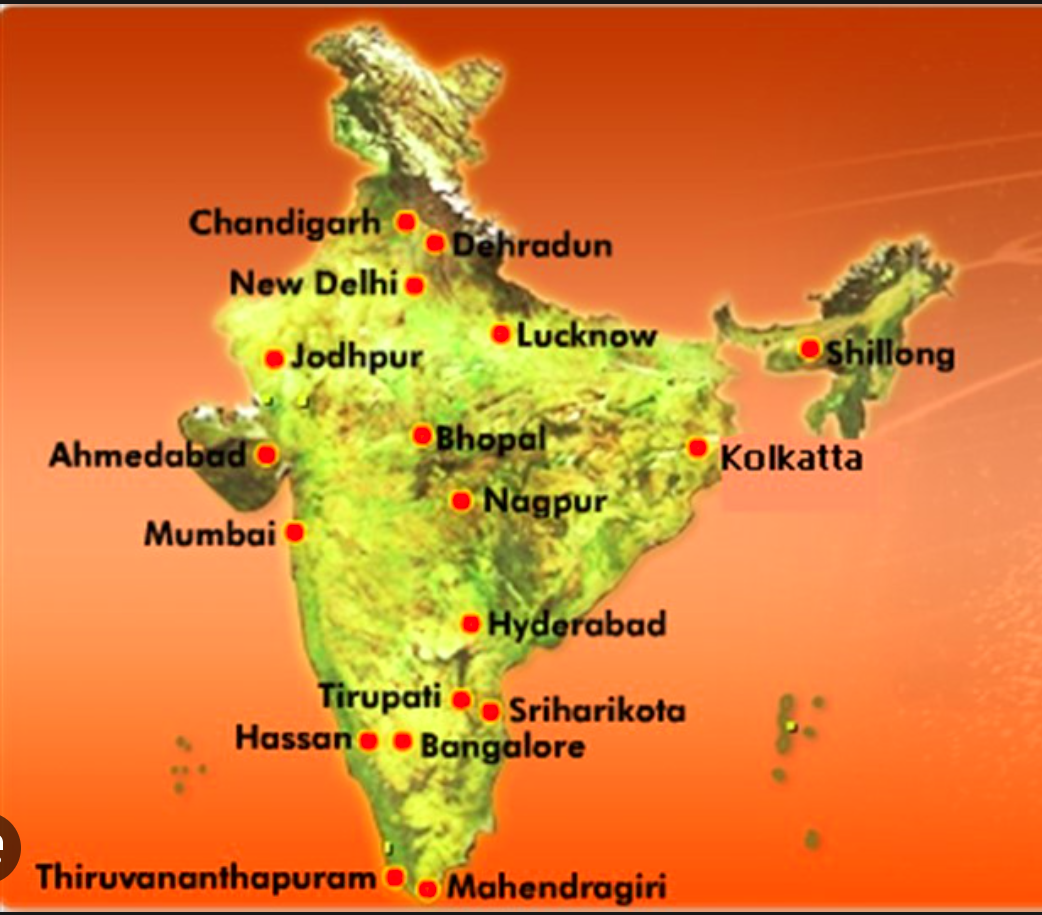 Chandigarh
Dehradun
New Delhi
Lucknow
Jodhpur
Shillong
Bhopal
Ahmedabad
Kolkatta
Nagpur
Mumbai
Hyderabad
Tirupati
Sriharikota
Hassan
Bangalore
Thiruvananthapuram
Mahendragiri